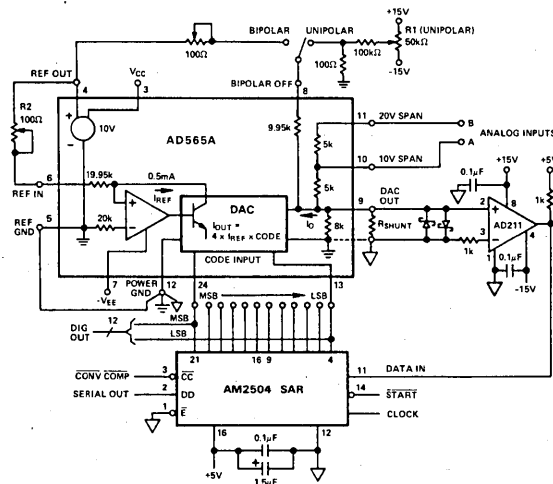 +15V
BIPOLAR
UNIPOLAR
R1 (UNIPOLAR)
50kΩ
100kΩ
100Ω
100Ω
-15V
REF OUT
4
VCC
3
BIPOLAR OFF
8
R2
100Ω
+
10V
-
AD565A
9.95k
11
20V SPAN
B
5k
10
10V SPAN
A
ANALOG INPUTS
5k
+5V
6
REF IN
19.95k
0.5mA
IREF
DAC
IOUT =
4 x IREF x CODE
CODE INPUT
IO
8k
9
DAC
OUT
RSHUNT
0.1μF
+15V
1k
2
8
+
AD211
-
3
1
4
1k
0.1μF
-15V
REF
GND
5
20k
+
-
7
-VEE
POWER
GND
12
24
13
MSB
LSB
DIG
OUT
12
MSB
LSB
21
16
9
4
CONV COMP
3
CC
AM2504 SAR
11
DATA IN
SERIAL OUT
2
DD
14
START
1
E
CLOCK
16
12
+5V
0.1μF
+
1.5μF